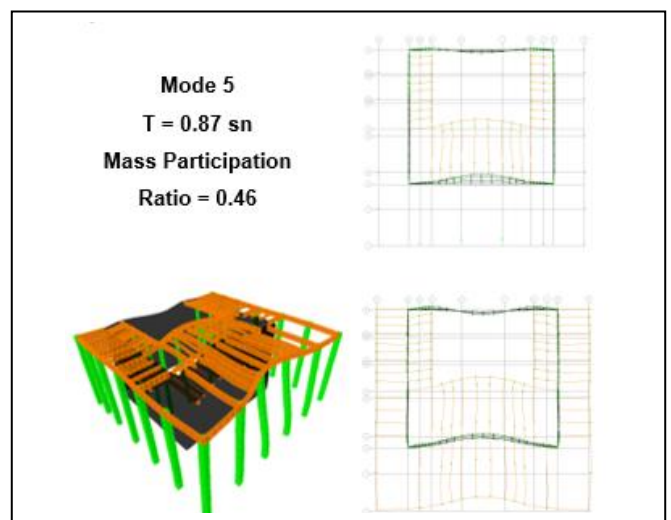 Mode 5
T = 0.87 sn
Mass Participation
Ratio = 0.46